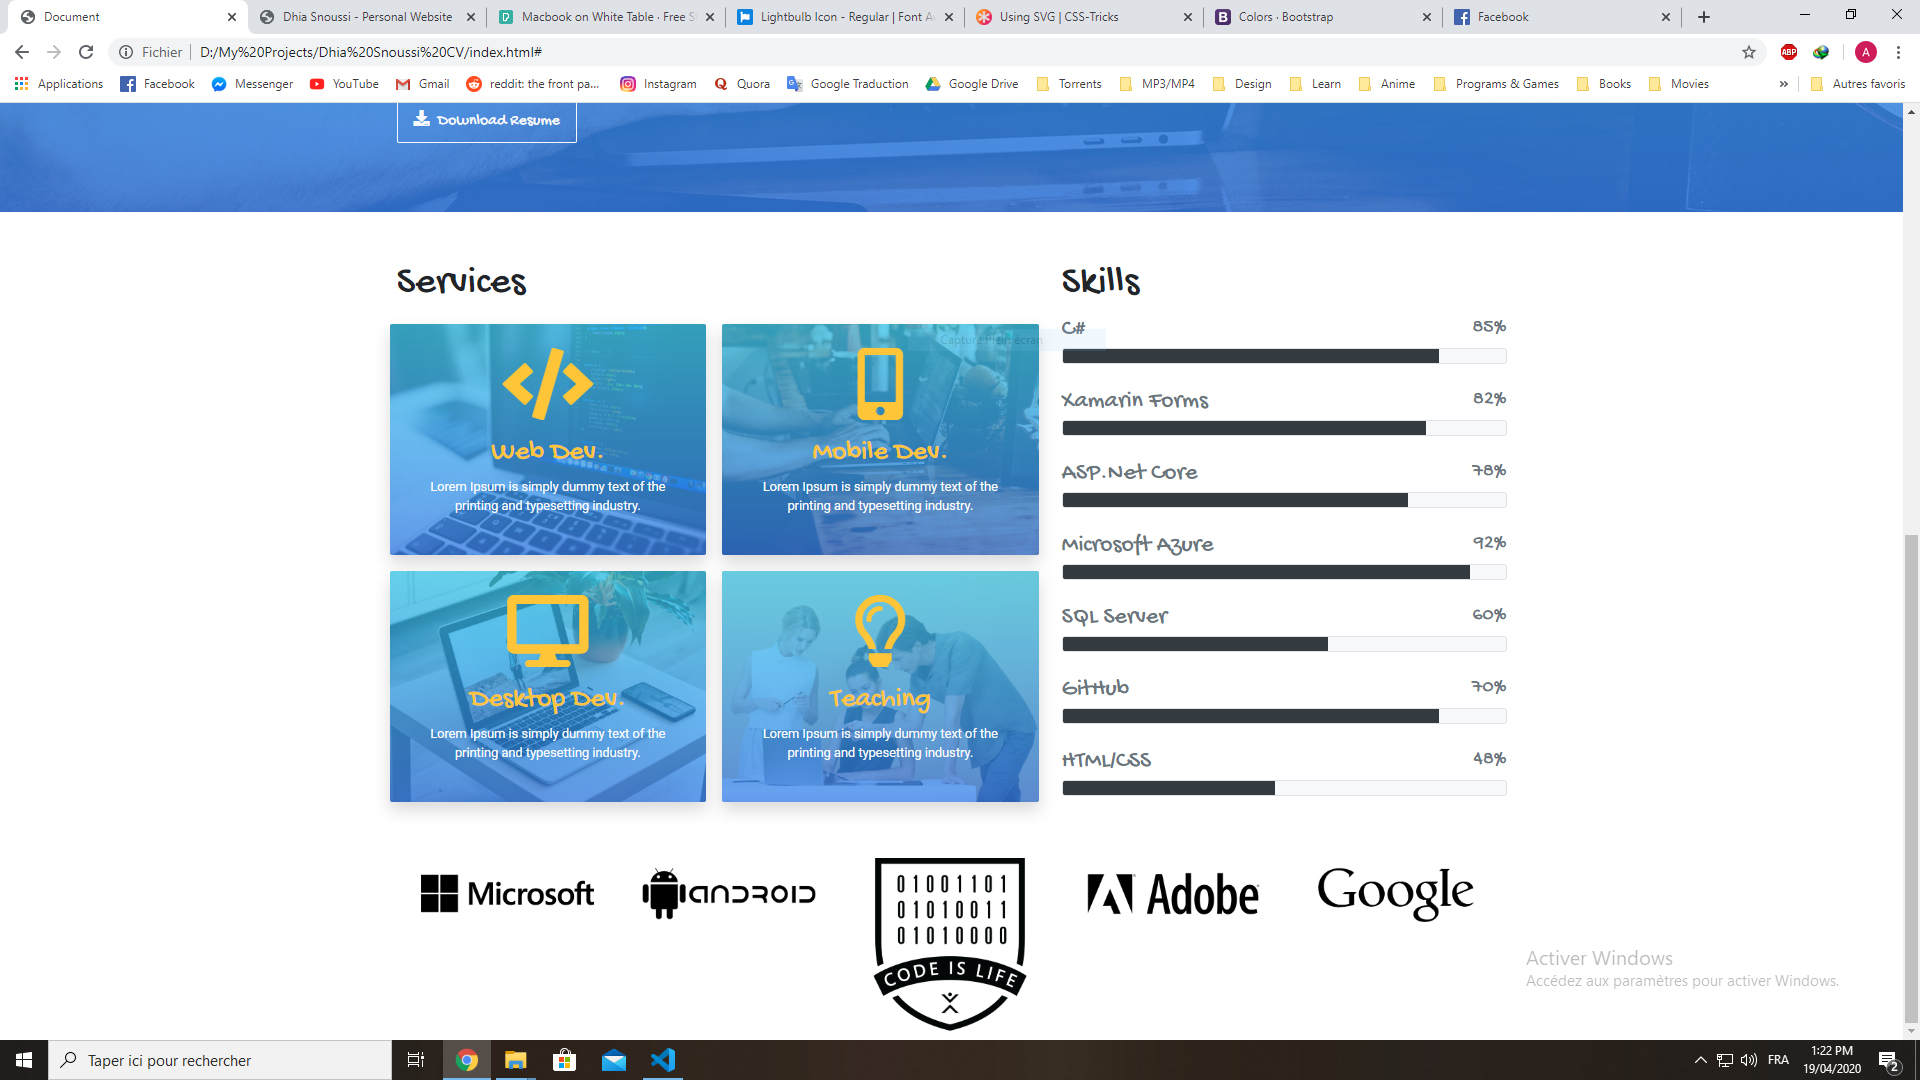 Document
Dhia Snoussi - Personal Website
Macbook on White Table · Free S
Lightbulb Icon - Regular | Font A
Using SVG | CSS-Tricks
Colors · Bootstrap
Facebook
Fichier
D:/My%20Projects/Dhia%20Snoussi%20CV/index.html#
ABP
A
Applications
Facebook
Messenger
YouTube
Gmail
reddit: the front pa...
Instagram
Quora
Google Traduction
Google Drive
Torrents
MP3/MP4
Design
Learn
Anime
Programs & Games
Books
Movies
»
Autres favoris
Download Resume
Services
Web Dev.
Lorem Ipsum is simply dummy text of the
printing and typesetting industry.
Mobile Dev.
Lorem Ipsum is simply dummy text of the
printing and typesetting industry.
Desktop Dev.
Lorem Ipsum is simply dummy text of the
printing and typesetting industry.
Teaching
Lorem Ipsum is simply dummy text of the
printing and typesetting industry.
Capture Plein écran
Skills
C# 85%
Xamarin Forms 82%
ASP.Net Core 78%
Microsoft Azure 92%
SQL Server 60%
GitHub 70%
HTML/CSS 48%
Microsoft
ANDROID
01001101
01010011
01010000
CODE IS LIFE
Adobe
Google
Activer Windows
Accédez aux paramètres pour activer Windows.
Taper ici pour rechercher
FRA
1:22 PM
19/04/2020
2